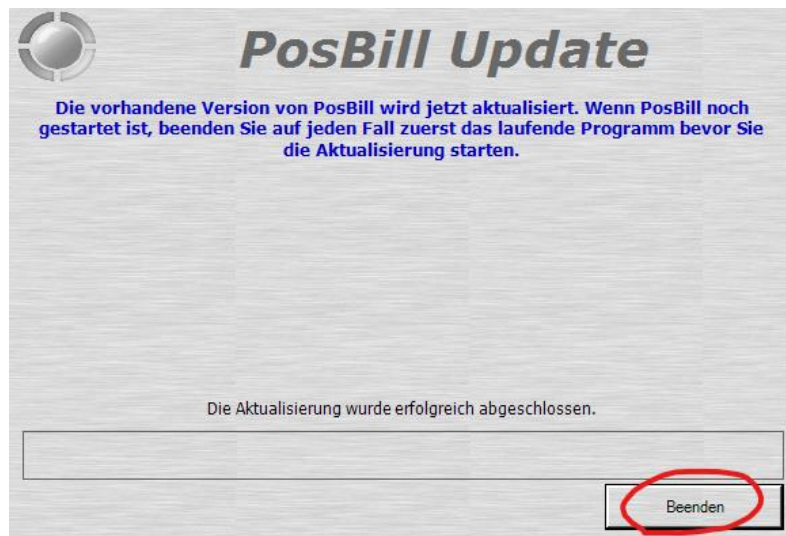 PosBill Update
Die vorhandene Version von PosBill wird jetzt aktualisiert. Wenn PosBill noch
gestartet ist, beenden Sie auf jeden Fall zuerst das laufende Programm bevor Sie
die Aktualisierung starten.
Die Aktualisierung wurde erfolgreich abgeschlossen.
Beenden